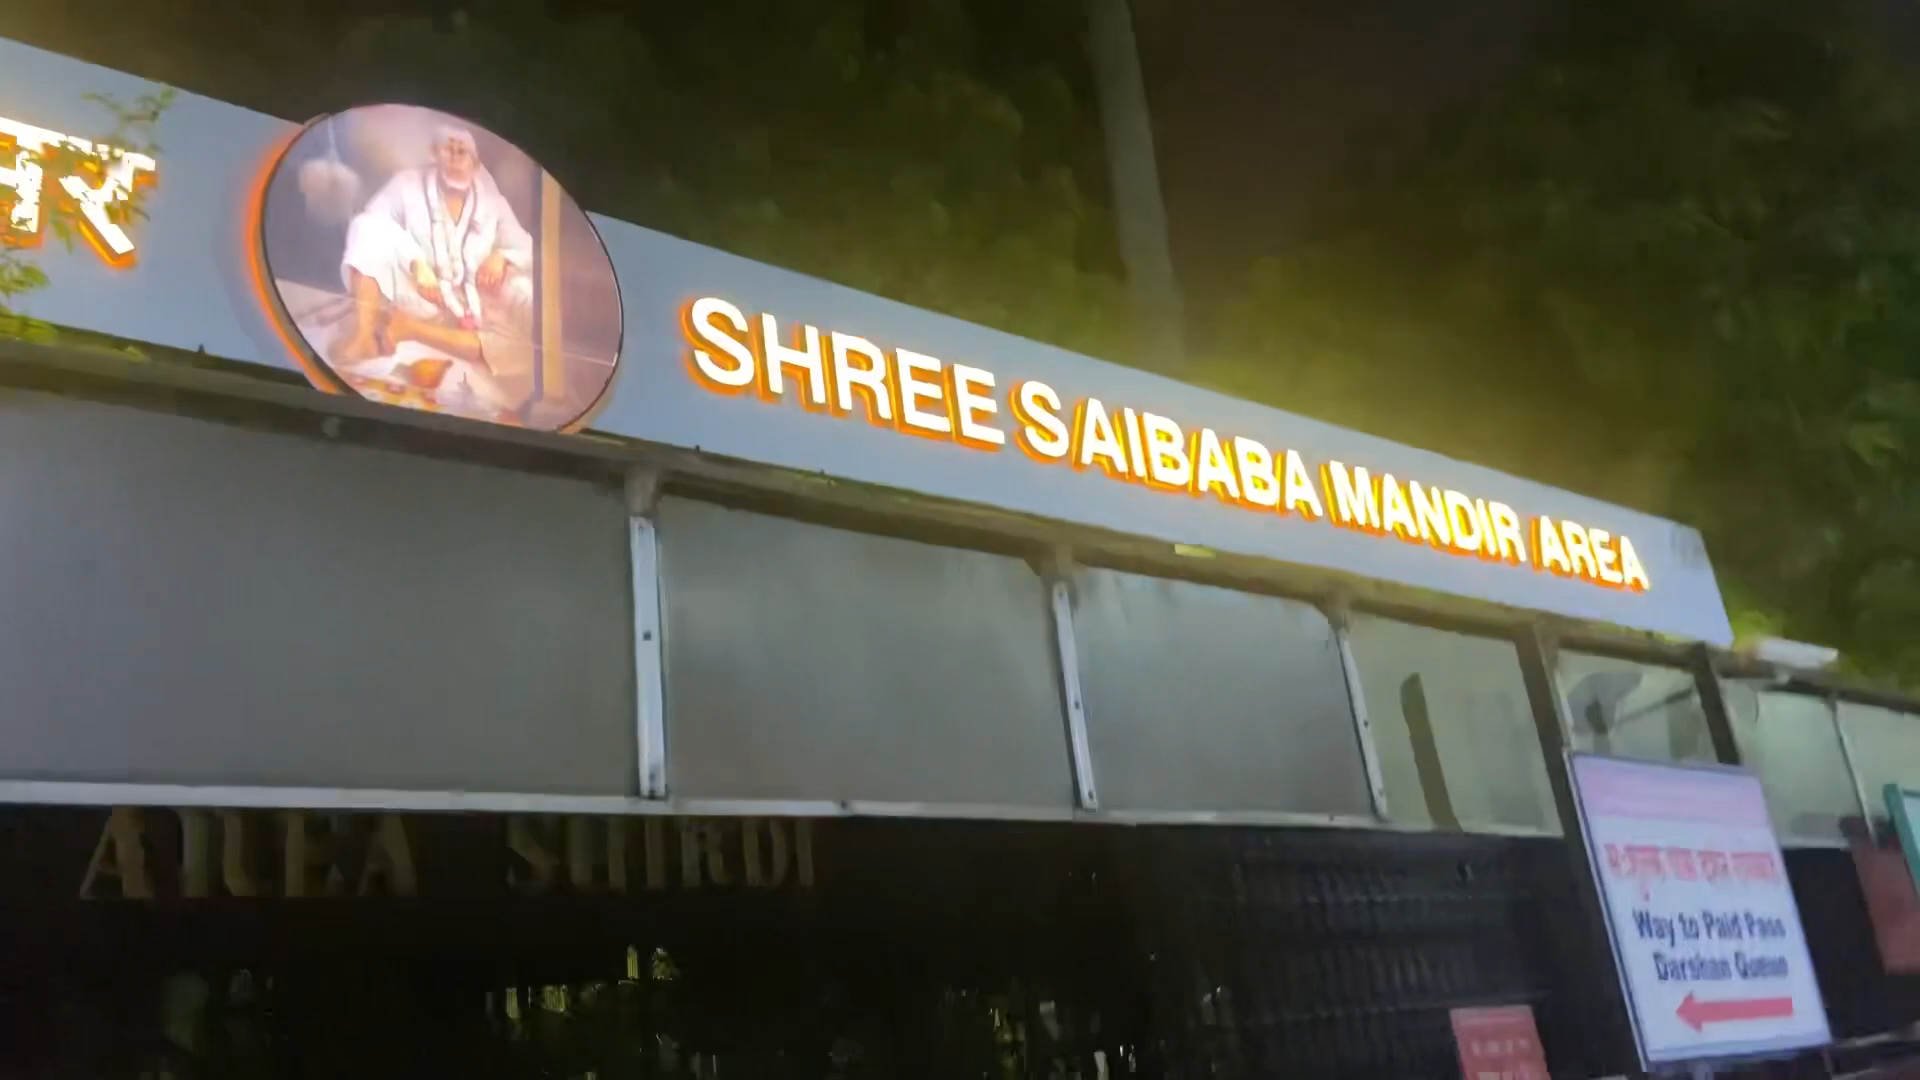 SHREE SAIBABA MANDIR AREA
AREA SHIRDI
Way to Paid Pass
Darshan Queue